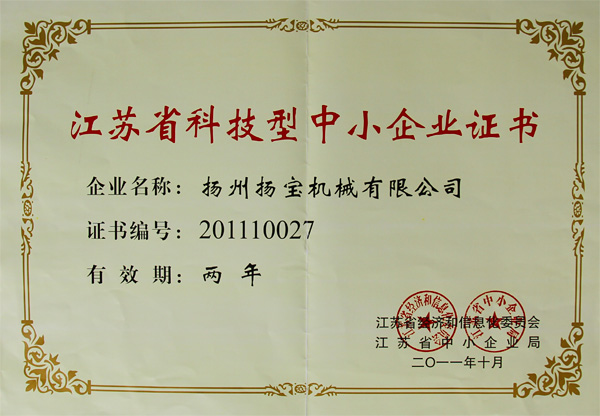 江苏省科技型中小企业证书
企业名称：扬州扬宝机械有限公司
证书编号：201110027
有效期：两年
江苏省经济和信息化委员会
江苏省中小企业局
二〇一一年十月